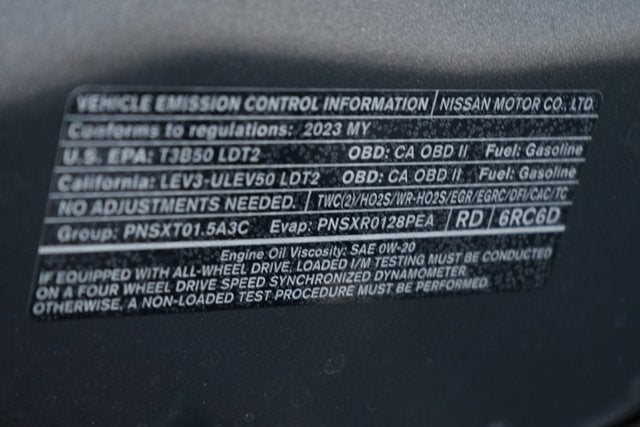 VEHICLE EMISSION CONTROL INFORMATION NISSAN MOTOR CO., LTD.
Conforms to regulations: 2023 MY
U.S. EPA: T3B50 LDT2 OBD: CA OBD II Fuel: Gasoline
California: LEV3-ULEV50 LDT2 OBD: CA OBD II Fuel: Gasoline
NO ADJUSTMENTS NEEDED. TWC(2)/HO2S/WR-HO2S/EGR/EGRC/DFI/CAC/TC
Group: PNSXT01.5A3C Evap: PNSXR0128PEA RD 6RC6D
Engine Oil Viscosity: SAE 0W-20
IF EQUIPPED WITH ALL-WHEEL DRIVE, LOADED I/M TESTING MUST BE CONDUCTED
ON A FOUR WHEEL DRIVE SPEED SYNCHRONIZED DYNAMOMETER.
OTHERWISE, A NON-LOADED TEST PROCEDURE MUST BE PERFORMED.